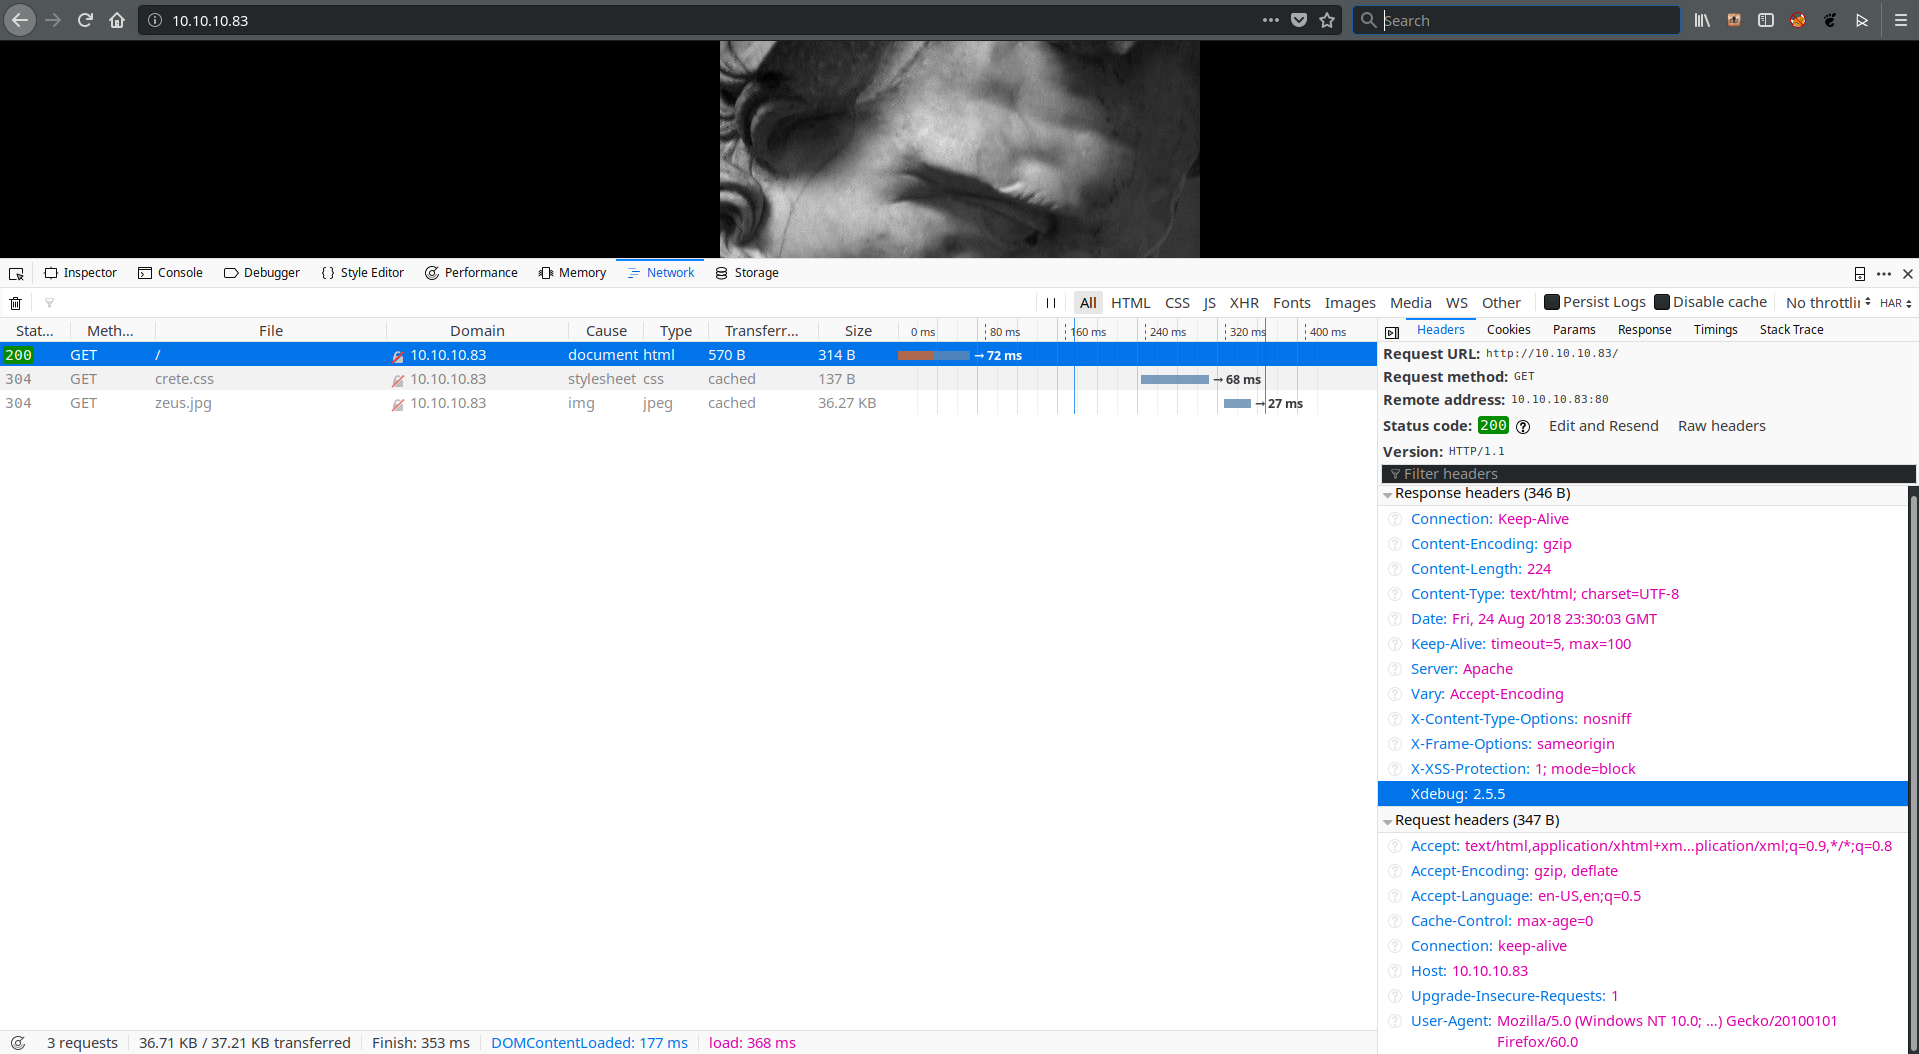 10.10.10.83
Search
Inspector Console Debugger { } Style Editor Performance Memory Network Storage
All HTML CSS JS XHR Fonts Images Media WS Other Persist Logs Disable cache No throttlin HAR
Stat... Meth... File Domain Cause Type Transferr... Size 0 ms 80 ms 160 ms 240 ms 320 ms 400 ms
200 GET / 10.10.10.83 document html 570 B 314 B → 72 ms
304 GET crete.css 10.10.10.83 stylesheet css cached 137 B → 68 ms
304 GET zeus.jpg 10.10.10.83 img jpeg cached 36.27 KB → 27 ms
Headers Cookies Params Response Timings Stack Trace
Request URL: http://10.10.10.83/
Request method: GET
Remote address: 10.10.10.83:80
Status code: 200 Edit and Resend Raw headers
Version: HTTP/1.1
Filter headers
Response headers (346 B)
Connection: Keep-Alive
Content-Encoding: gzip
Content-Length: 224
Content-Type: text/html; charset=UTF-8
Date: Fri, 24 Aug 2018 23:30:03 GMT
Keep-Alive: timeout=5, max=100
Server: Apache
Vary: Accept-Encoding
X-Content-Type-Options: nosniff
X-Frame-Options: sameorigin
X-XSS-Protection: 1; mode=block
Xdebug: 2.5.5
Request headers (347 B)
Accept: text/html,application/xhtml+xm...plication/xml;q=0.9,*/*;q=0.8
Accept-Encoding: gzip, deflate
Accept-Language: en-US,en;q=0.5
Cache-Control: max-age=0
Connection: keep-alive
Host: 10.10.10.83
Upgrade-Insecure-Requests: 1
User-Agent: Mozilla/5.0 (Windows NT 10.0; ...) Gecko/20100101
Firefox/60.0
3 requests 36.71 KB / 37.21 KB transferred Finish: 353 ms DOMContentLoaded: 177 ms load: 368 ms